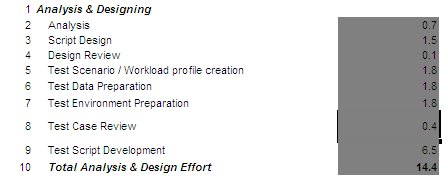 1 Analysis & Designing
2 Analysis 0.7
3 Script Design 1.5
4 Design Review 0.1
5 Test Scenario / Workload profile creation 1.8
6 Test Data Preparation 1.8
7 Test Environment Preparation 1.8
8 Test Case Review 0.4
9 Test Script Development 6.5
10 Total Analysis & Design Effort 14.4